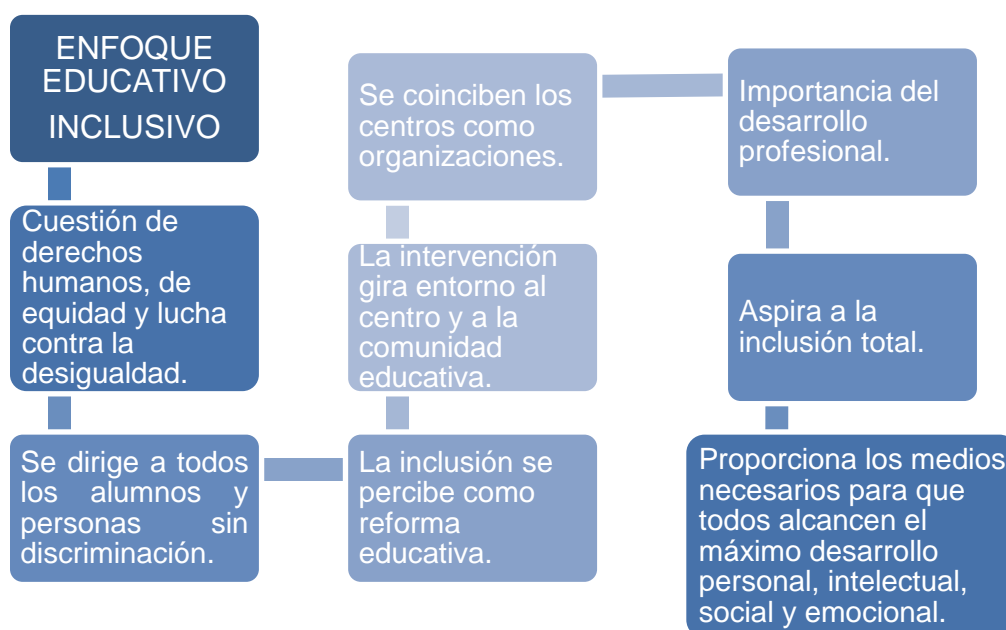 ENFOQUE
EDUCATIVO
INCLUSIVO
Cuestión de
derechos
humanos, de
equidad y lucha
contra la
desigualdad.
Se dirige a todos
los alumnos y
personas sin
discriminación.
La inclusión se
percibe como
reforma
educativa.
La intervención
gira entorno al
centro y a la
comunidad
educativa.
Se coinciben los
centros como
organizaciones.
Importancia del
desarrollo
profesional.
Aspira a la
inclusión total.
Proporciona los medios
necesarios para que
todos alcancen el
máximo desarrollo
personal, intelectual,
social y emocional.